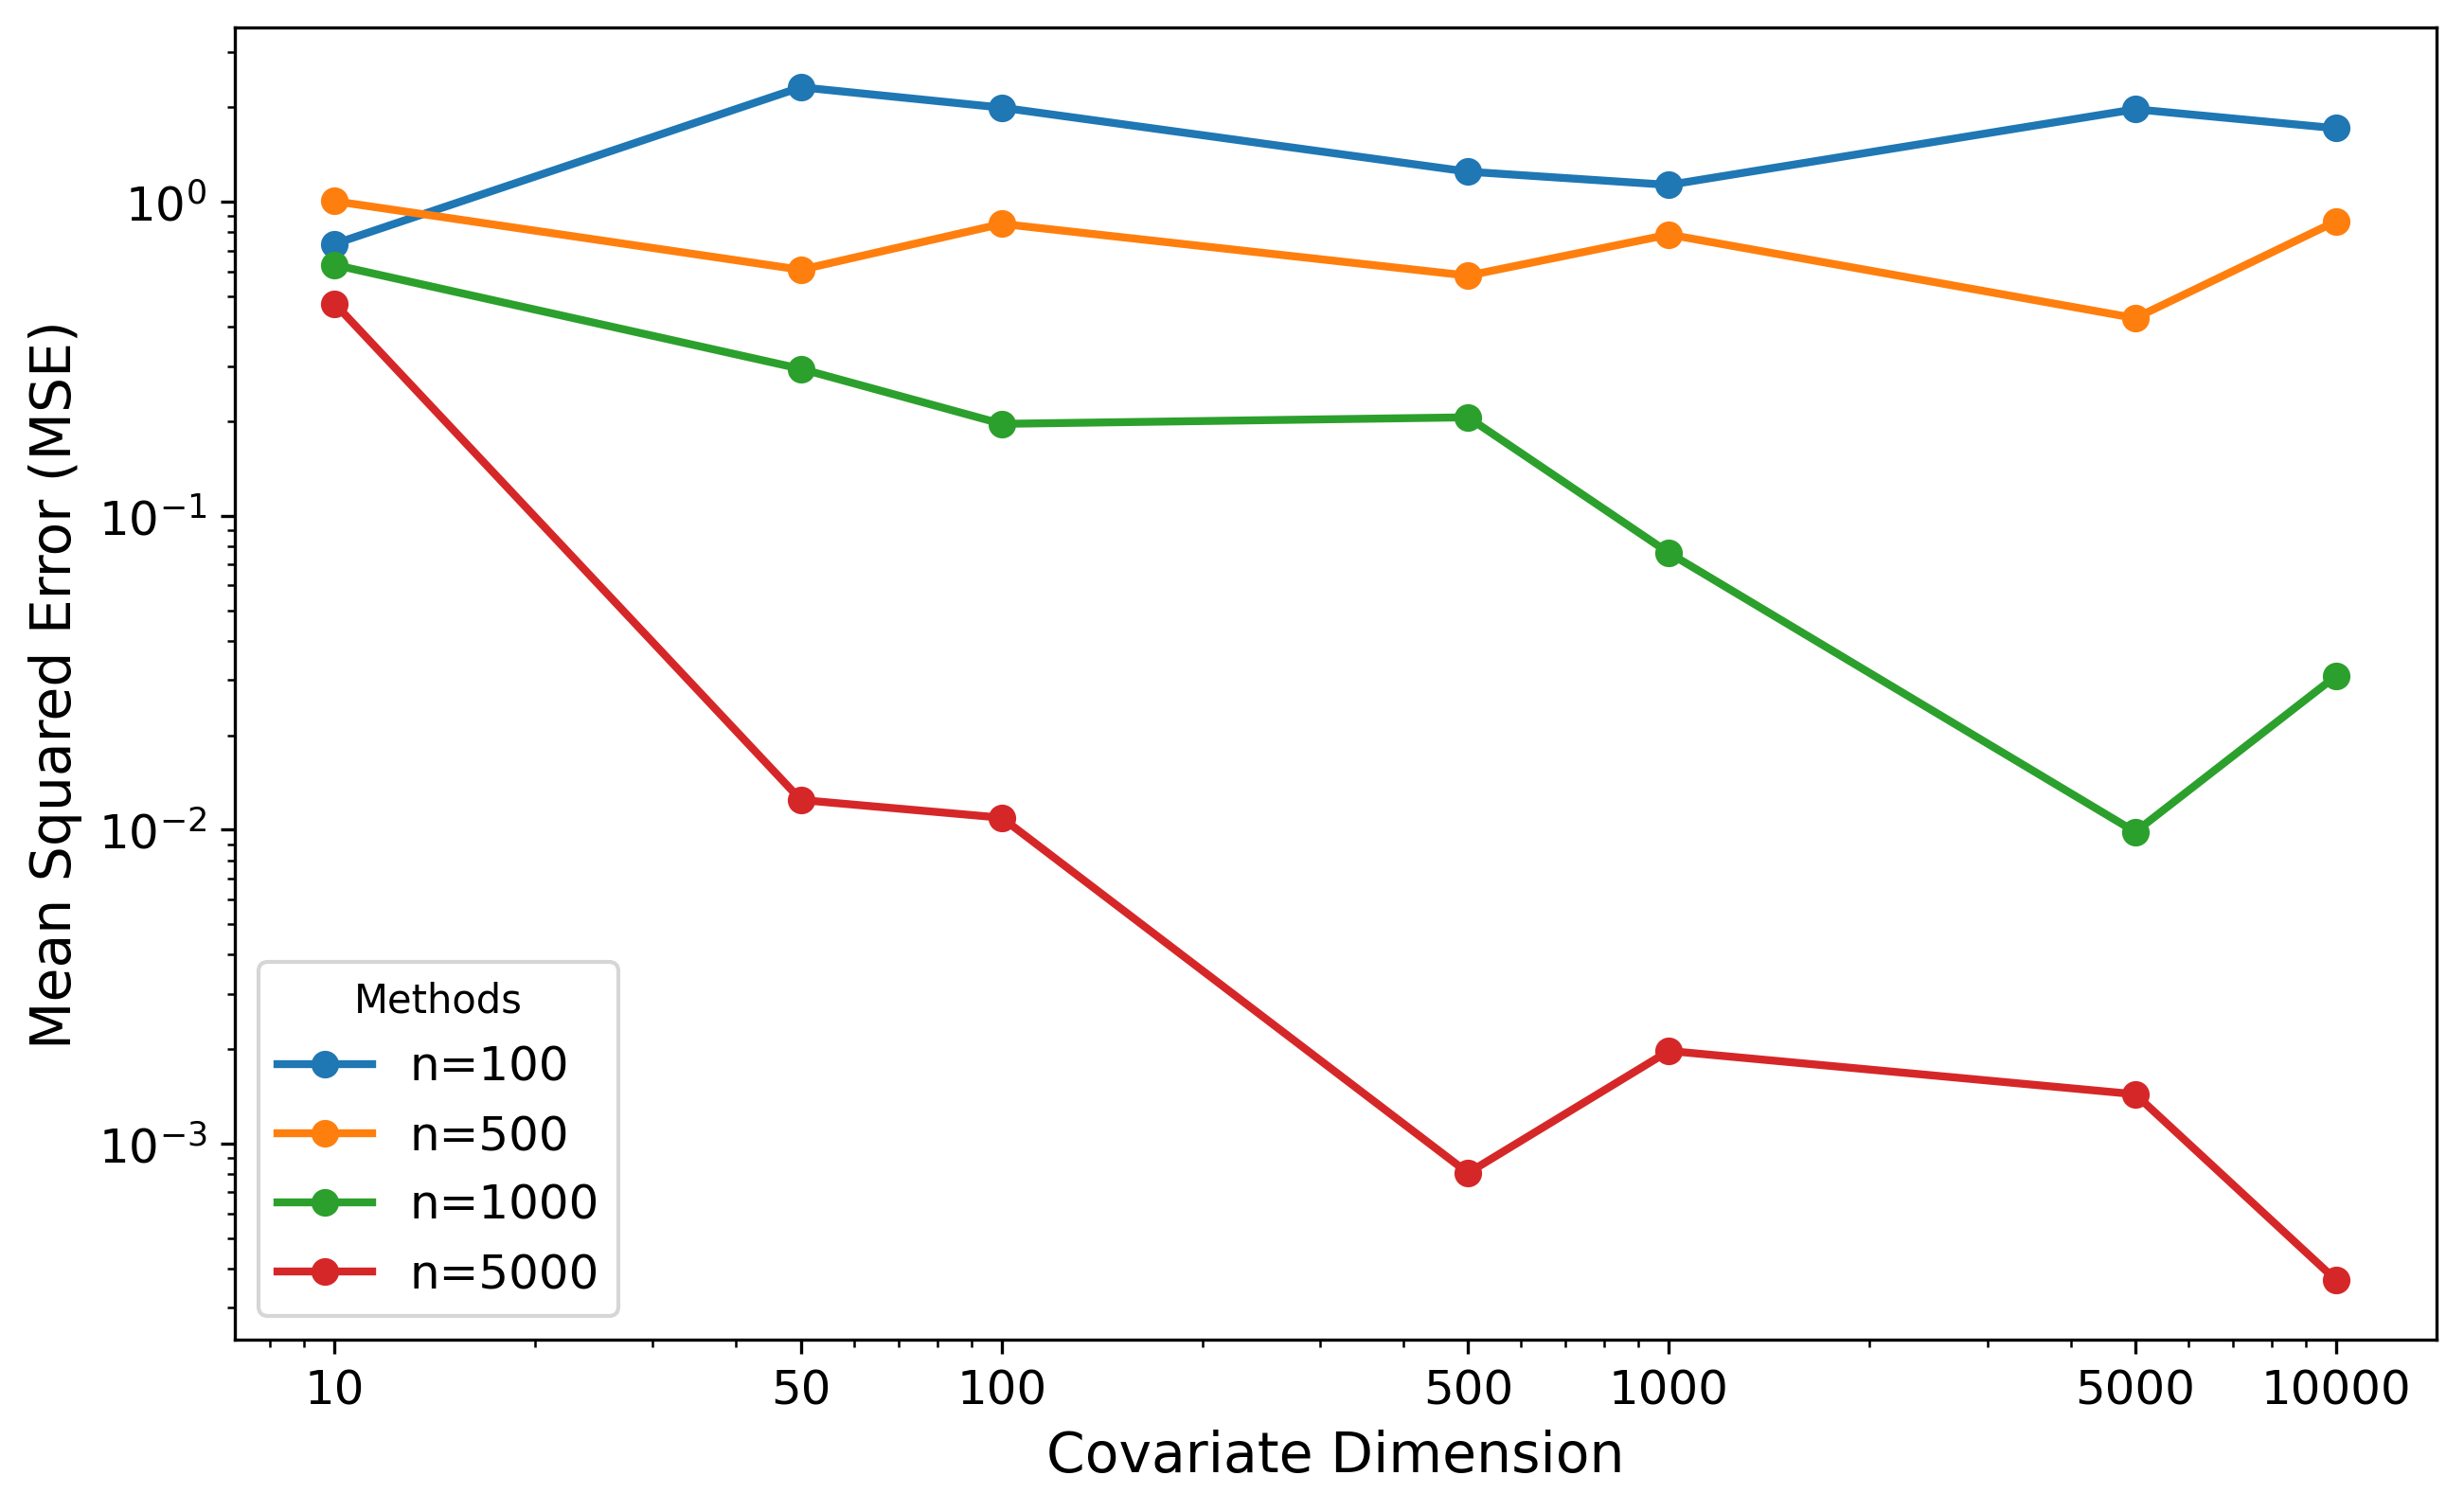 Mean Squared Error (MSE)
10⁰
10⁻¹
10⁻²
10⁻³
Methods
n=100
n=500
n=1000
n=5000
10 50 100 500 1000 5000 10000
Covariate Dimension